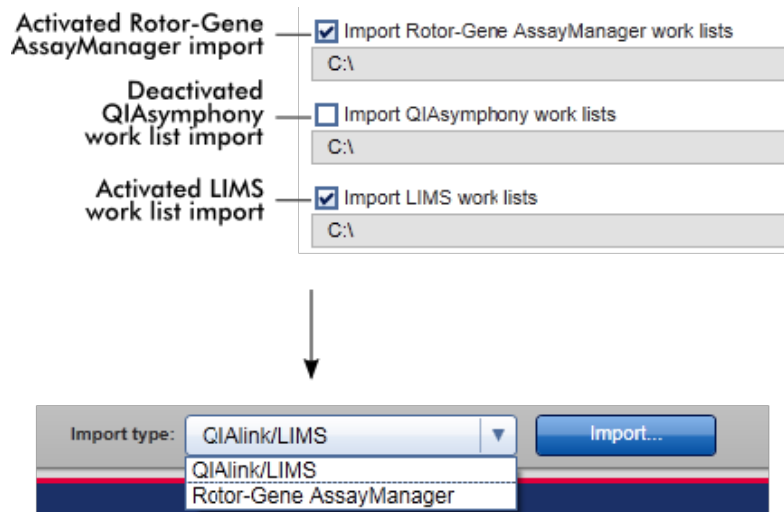 Activated Rotor-Gene
AssayManager import
Import Rotor-Gene AssayManager work lists
C:\
Deactivated
QIAsymphony
work list import
Import QIAsymphony work lists
C:\
Activated LIMS
work list import
Import LIMS work lists
C:\
Import type:
QIAlink/LIMS
Import...
QIAlink/LIMS
Rotor-Gene AssayManager